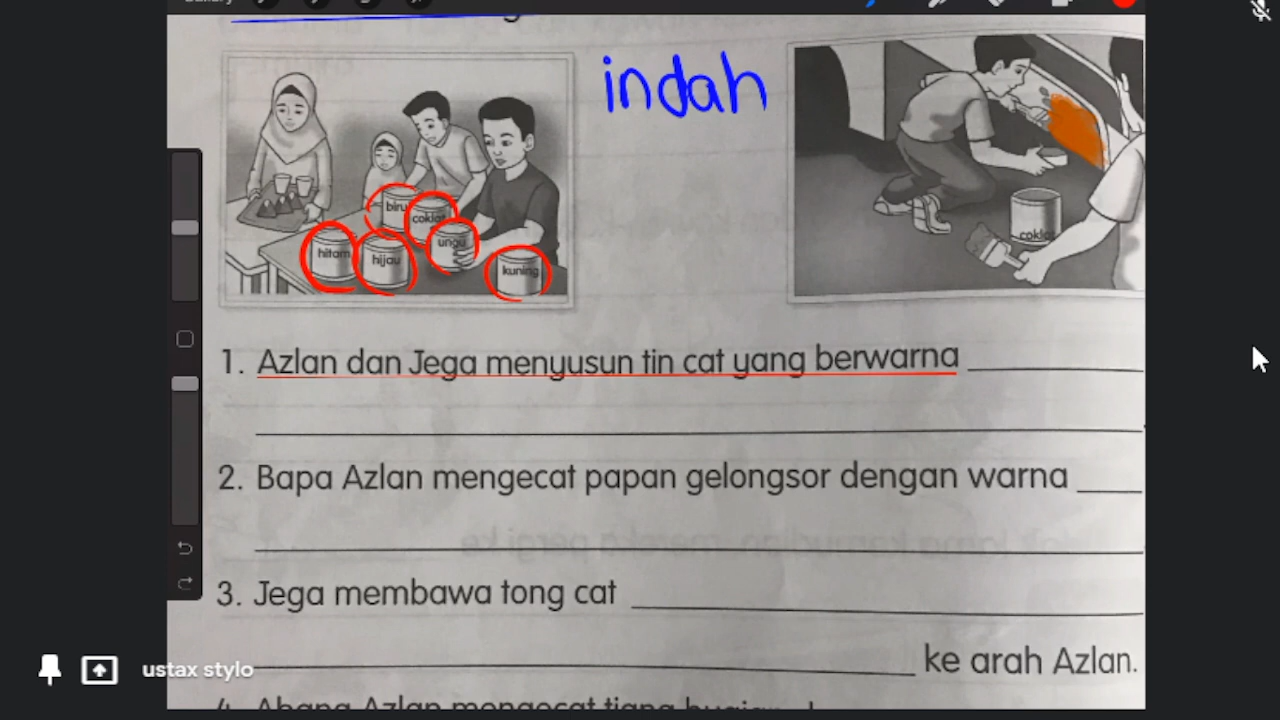 indah
biru
coklat
ungu
hitam
hijau
kuning
coklat
1. Azlan dan Jega menyusun tin cat yang berwarna
2. Bapa Azlan mengecat papan gelongsor dengan warna
3. Jega membawa tong cat
ke arah Azlan.
ustax stylo